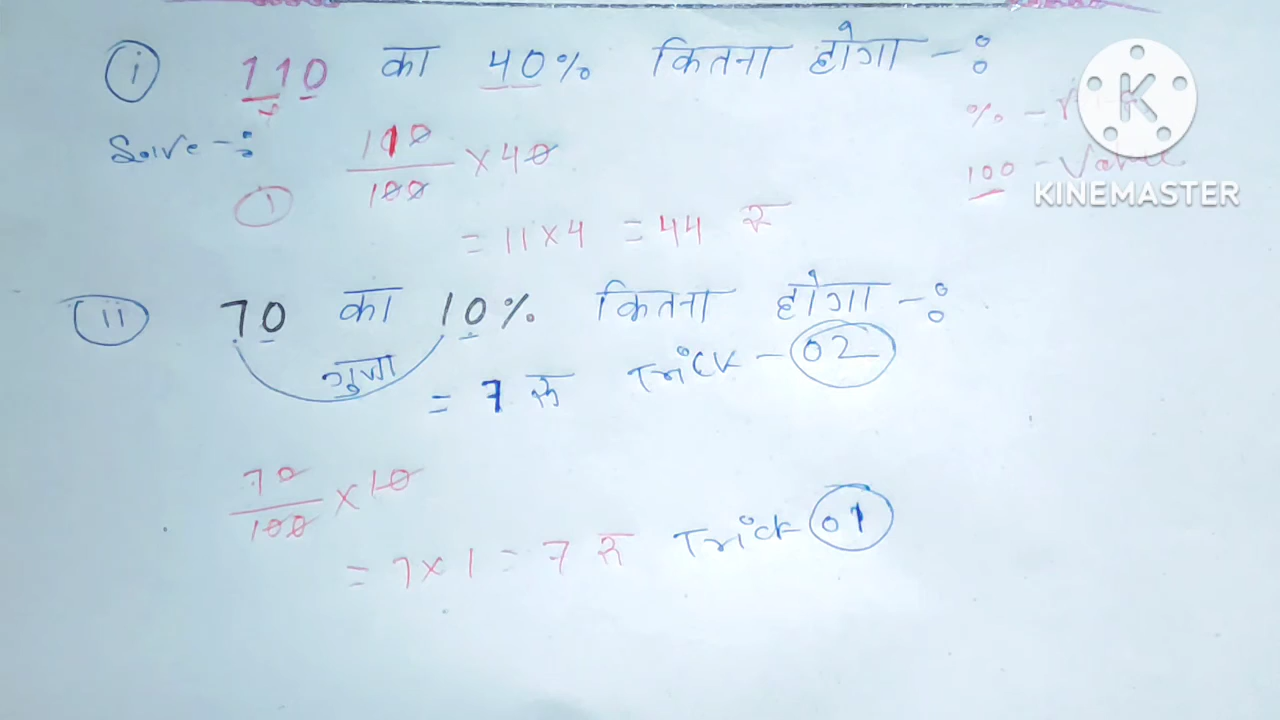 (i) 110 का 40% कितना होगा -:
Solve -:
% -
100 - Value
KINEMASTER
① 110/100 × 40
= 11 × 4 = 44 रु
(ii) 70 का 10% कितना होगा -:
गुणा
= 7 रु Trick - 02
70/100 × 10
= 7 × 1 = 7 रु Trick 01